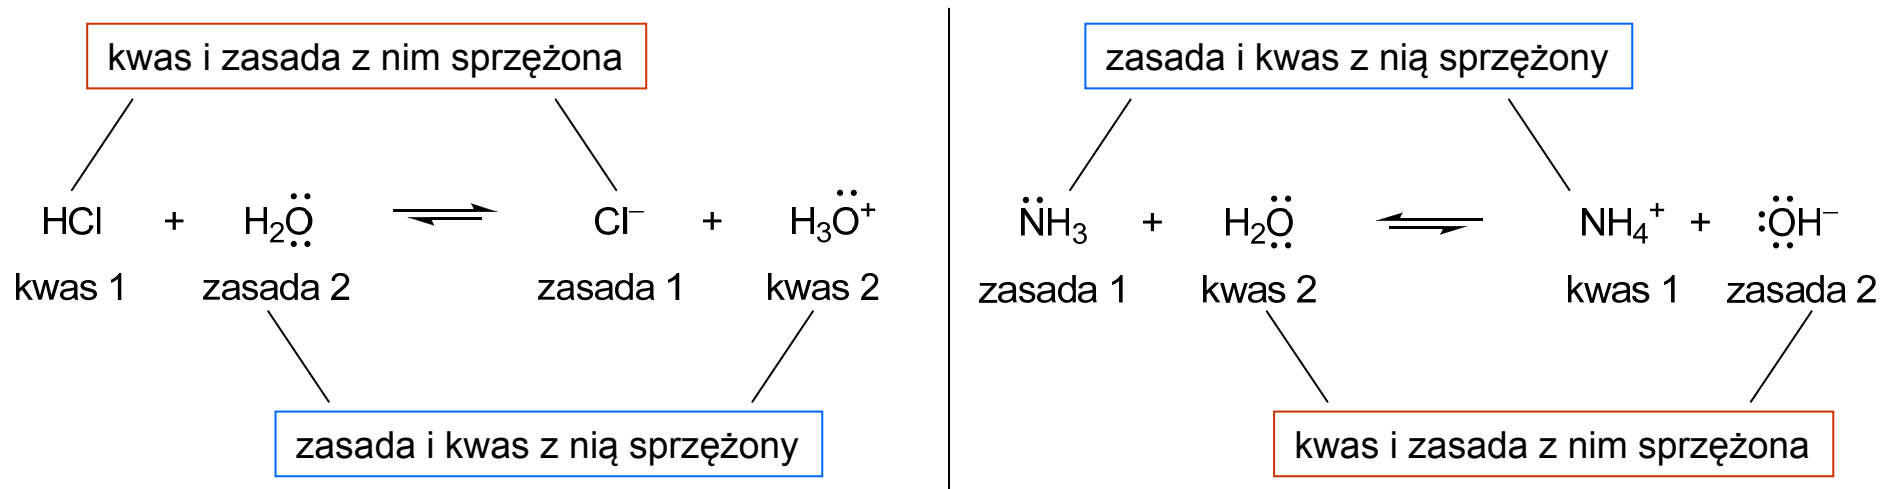 kwas i zasada z nim sprzężona
HCl + H₂O ⇌ Cl⁻ + H₃O⁺
kwas 1 zasada 2 zasada 1 kwas 2
zasada i kwas z nią sprzężony
zasada i kwas z nią sprzężony
NH₃ + H₂O ⇌ NH₄⁺ + OH⁻
zasada 1 kwas 2 kwas 1 zasada 2
kwas i zasada z nim sprzężona